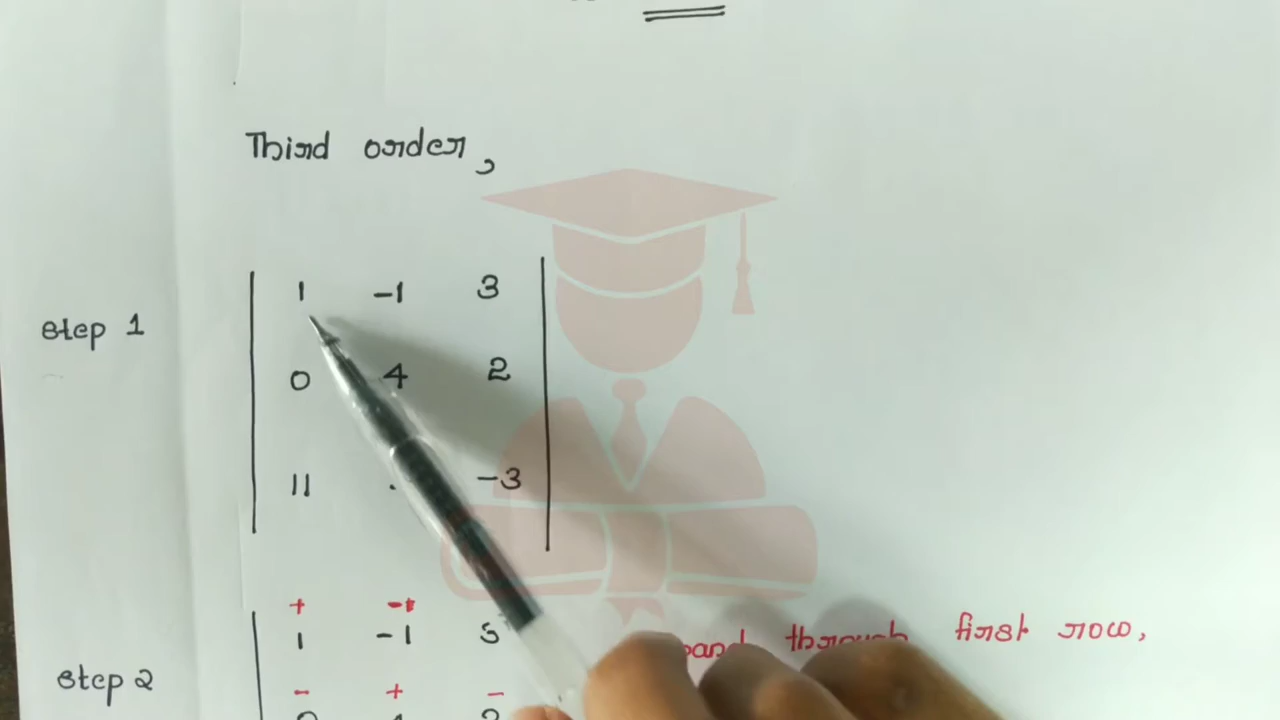 Third order,
1 -1 3
Step 1
0 4 2
11 -3
+ -
1 -1
through first row,
Step 2
- + -